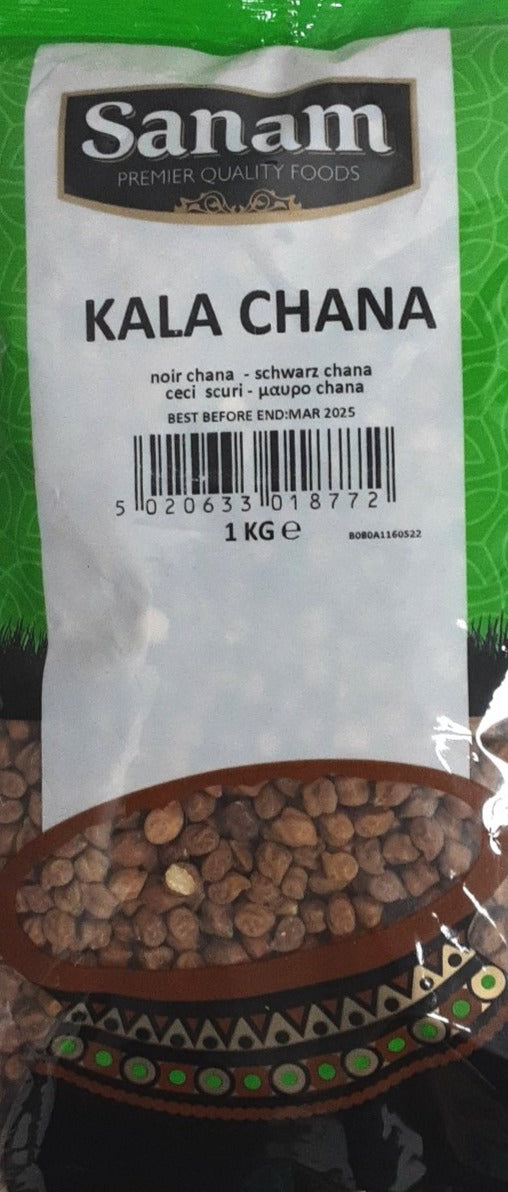 Sanam
PREMIER QUALITY FOODS
KALA CHANA
noir chana - schwarz chana
ceci scuri - μαυρο chana
BEST BEFORE END:MAR 2025
5 020633 018772
1 KG ℮
B0B0A1160522